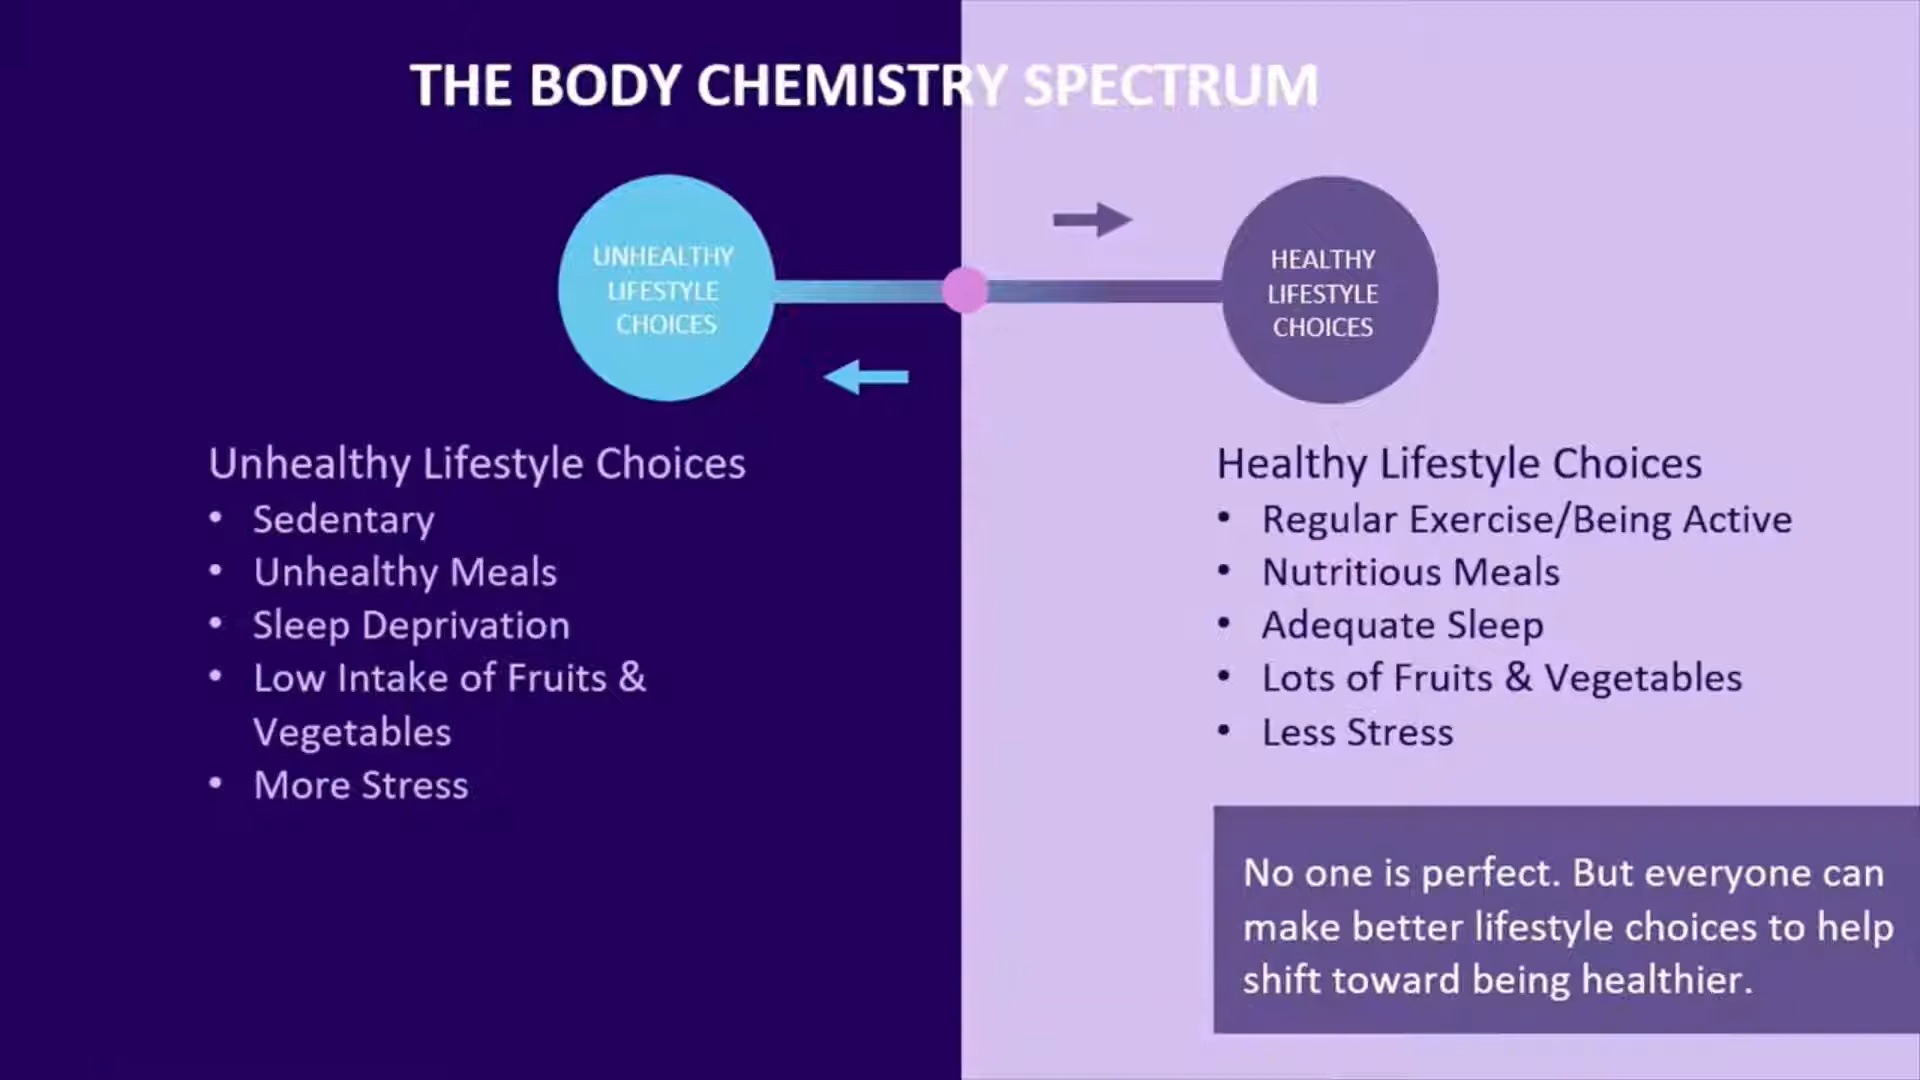 THE BODY CHEMISTRY SPECTRUM
UNHEALTHY
LIFESTYLE
CHOICES
HEALTHY
LIFESTYLE
CHOICES
Unhealthy Lifestyle Choices
• Sedentary
• Unhealthy Meals
• Sleep Deprivation
• Low Intake of Fruits &
Vegetables
• More Stress
Healthy Lifestyle Choices
• Regular Exercise/Being Active
• Nutritious Meals
• Adequate Sleep
• Lots of Fruits & Vegetables
• Less Stress
No one is perfect. But everyone can
make better lifestyle choices to help
shift toward being healthier.